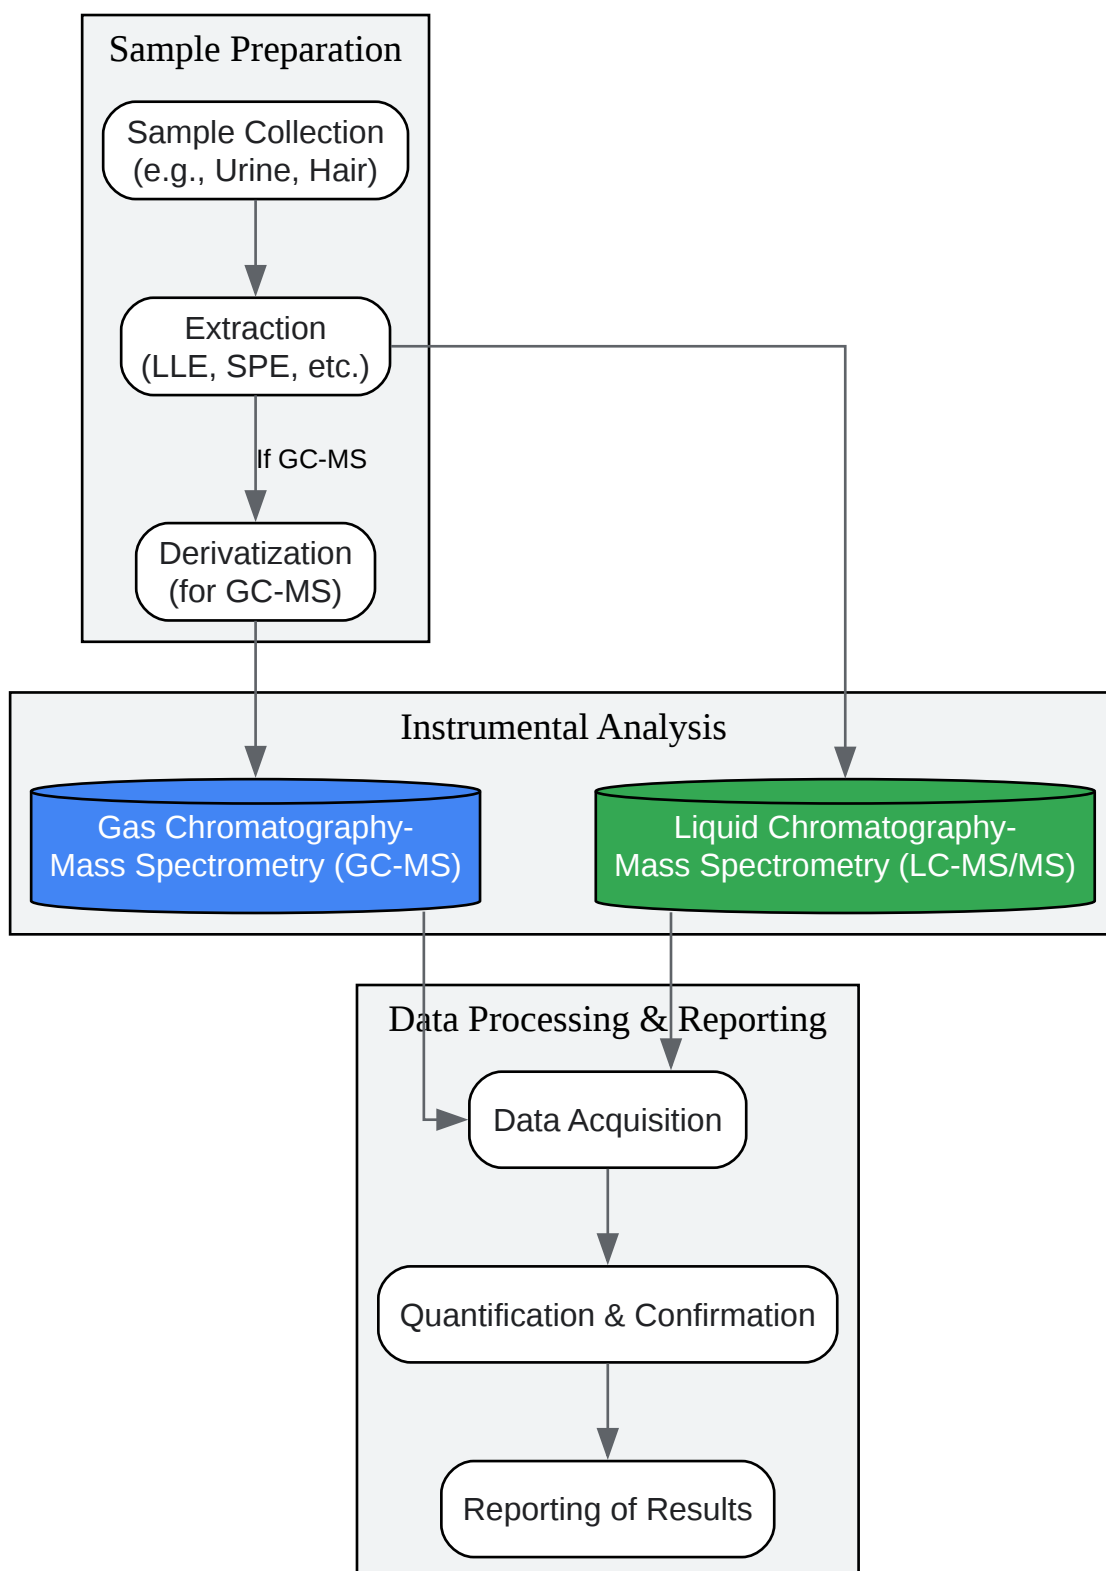 Sample Preparation
Sample Collection
(e.g., Urine, Hair)
Extraction
(LLE, SPE, etc.)
If GC-MS
Derivatization
(for GC-MS)
Instrumental Analysis
Gas Chromatography-
Mass Spectrometry (GC-MS)
Liquid Chromatography-
Mass Spectrometry (LC-MS/MS)
Data Processing & Reporting
Data Acquisition
Quantification & Confirmation
Reporting of Results